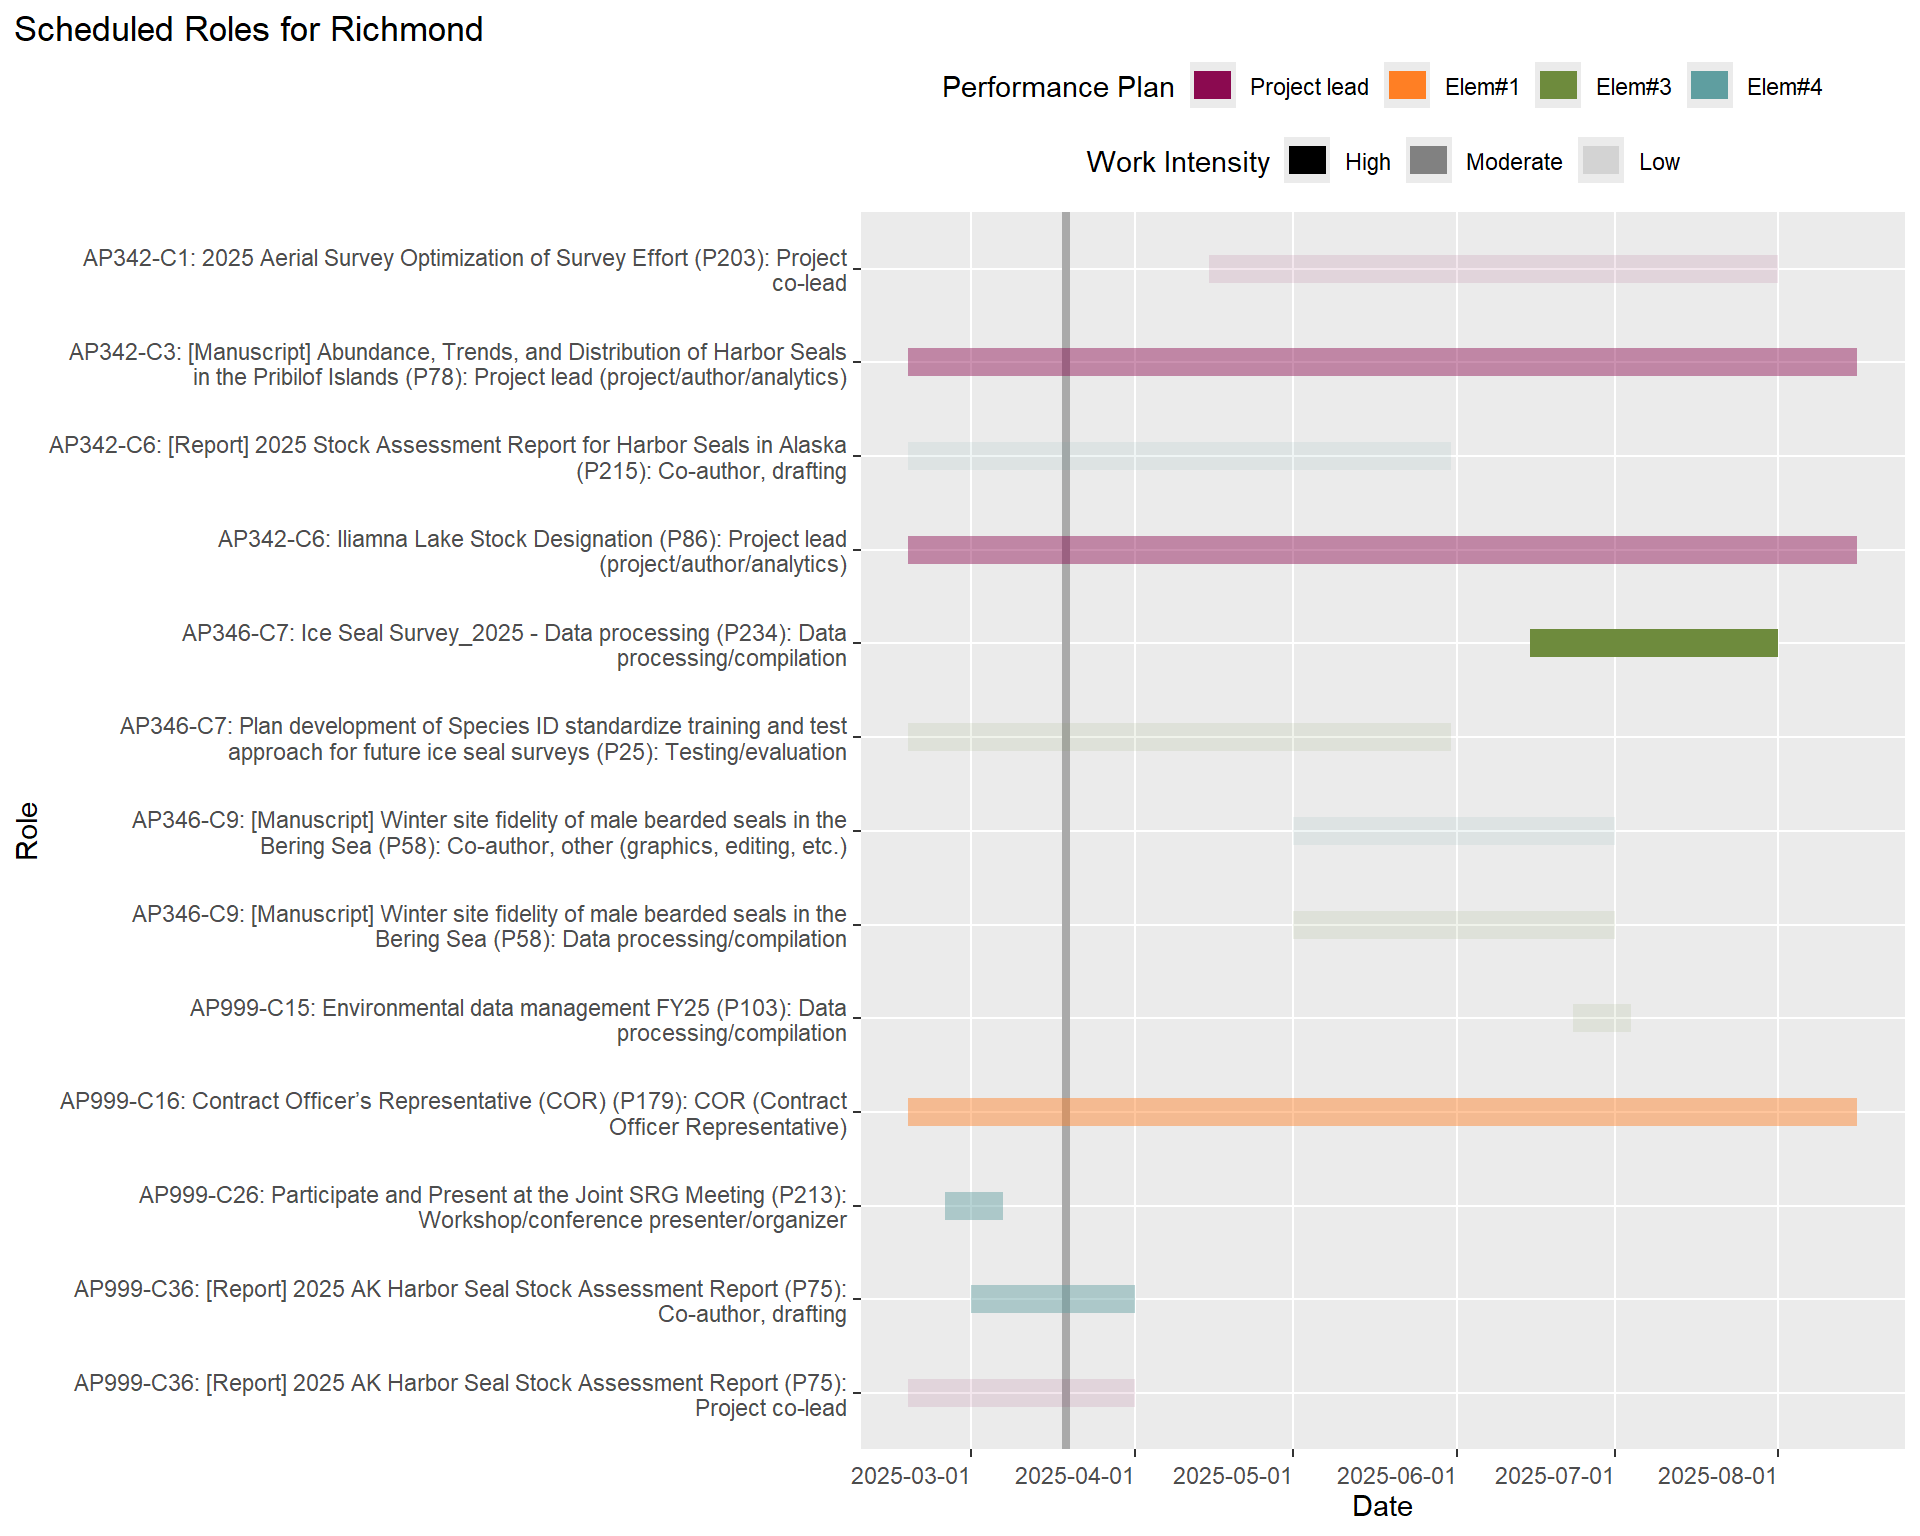 Scheduled Roles for Richmond
Performance Plan Project lead Elem#1 Elem#3 Elem#4
Work Intensity High Moderate Low
AP342-C1: 2025 Aerial Survey Optimization of Survey Effort (P203): Project
co-lead
AP342-C3: [Manuscript] Abundance, Trends, and Distribution of Harbor Seals
in the Pribilof Islands (P78): Project lead (project/author/analytics)
AP342-C6: [Report] 2025 Stock Assessment Report for Harbor Seals in Alaska
(P215): Co-author, drafting
AP342-C6: Iliamna Lake Stock Designation (P86): Project lead
(project/author/analytics)
AP346-C7: Ice Seal Survey_2025 - Data processing (P234): Data
processing/compilation
AP346-C7: Plan development of Species ID standardize training and test
approach for future ice seal surveys (P25): Testing/evaluation
AP346-C9: [Manuscript] Winter site fidelity of male bearded seals in the
Bering Sea (P58): Co-author, other (graphics, editing, etc.)
AP346-C9: [Manuscript] Winter site fidelity of male bearded seals in the
Bering Sea (P58): Data processing/compilation
AP999-C15: Environmental data management FY25 (P103): Data
processing/compilation
AP999-C16: Contract Officer’s Representative (COR) (P179): COR (Contract
Officer Representative)
AP999-C26: Participate and Present at the Joint SRG Meeting (P213):
Workshop/conference presenter/organizer
AP999-C36: [Report] 2025 AK Harbor Seal Stock Assessment Report (P75):
Co-author, drafting
AP999-C36: [Report] 2025 AK Harbor Seal Stock Assessment Report (P75):
Project co-lead
Role
2025-03-01 2025-04-01 2025-05-01 2025-06-01 2025-07-01 2025-08-01
Date